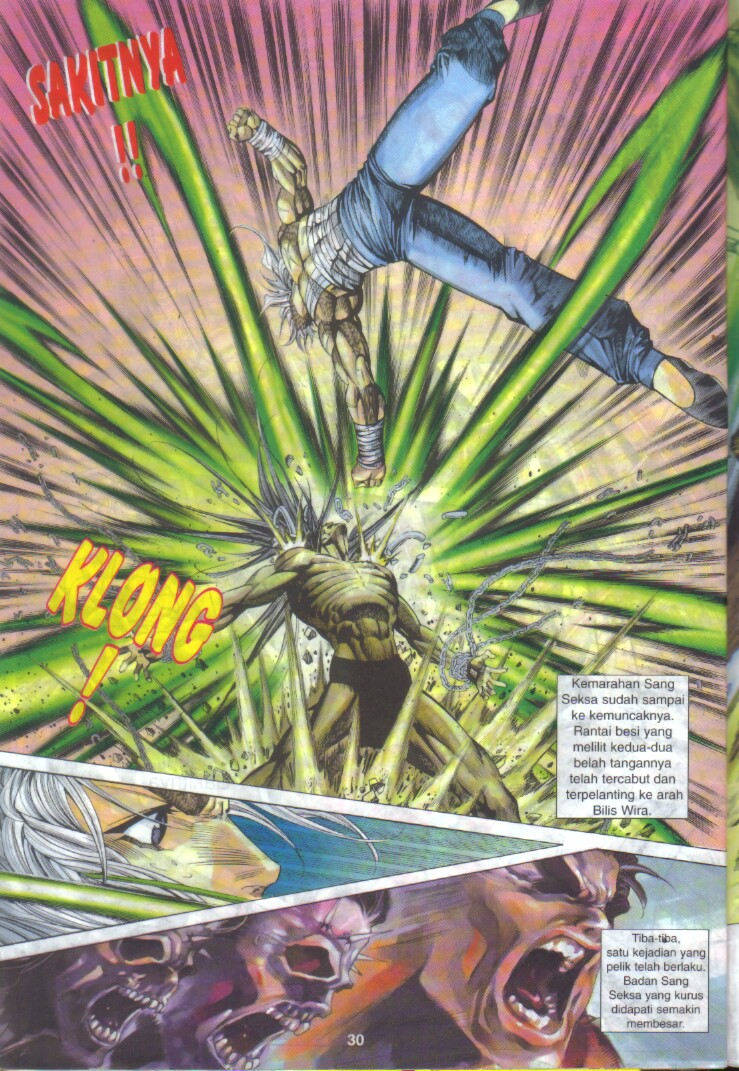 SAKITNYA
!!
KLONG
!
Kemarahan Sang
Seksa sudah sampai
ke kemuncaknya.
Rantai besi yang
melilit kedua-dua
belah tangannya
telah tercabut dan
terpelanting ke arah
Bilis Wira.
Tiba-tiba,
satu kejadian yang
pelik telah berlaku.
Badan Sang
Seksa yang kurus
didapati semakin
membesar.
30